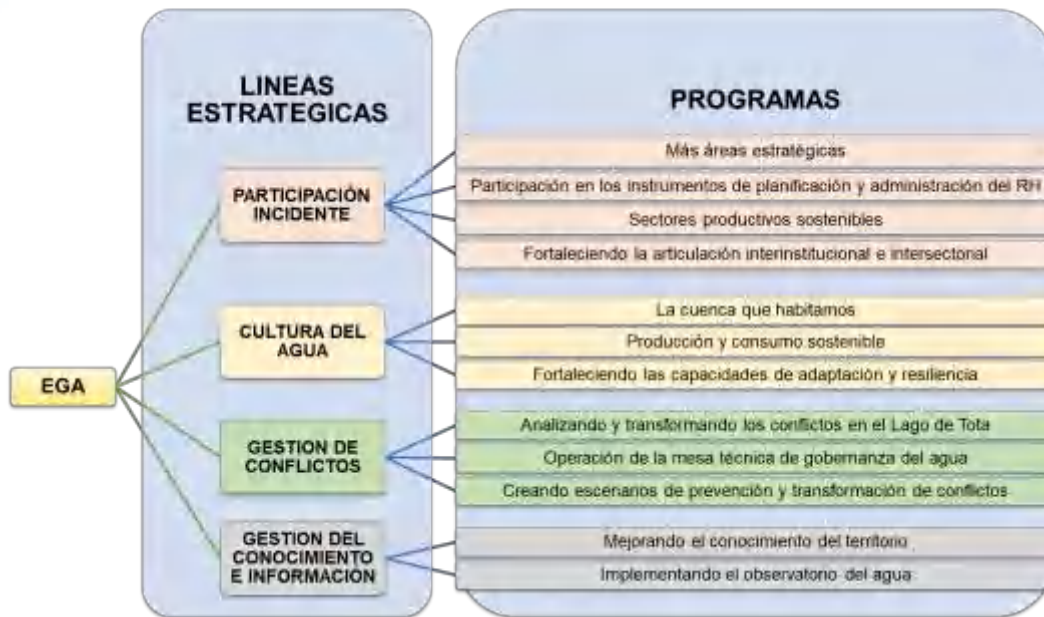 LINEAS
ESTRATEGICAS
PROGRAMAS
EGA
PARTICIPACIÓN
INCIDENTE
Más áreas estratégicas
Participación en los instrumentos de planificación y administración del RH
Sectores productivos sostenibles
Fortaleciendo la articulación interinstitucional e intersectorial
CULTURA DEL
AGUA
La cuenca que habitamos
Producción y consumo sostenible
Fortaleciendo las capacidades de adaptación y resiliencia
GESTION DE
CONFLICTOS
Analizando y transformando los conflictos en el Lago de Tota
Operación de la mesa técnica de gobernanza del agua
Creando escenarios de prevención y transformación de conflictos
GESTION DEL
CONOCIMIENTO
E INFORMACIÓN
Mejorando el conocimiento del territorio
Implementando el observatorio del agua